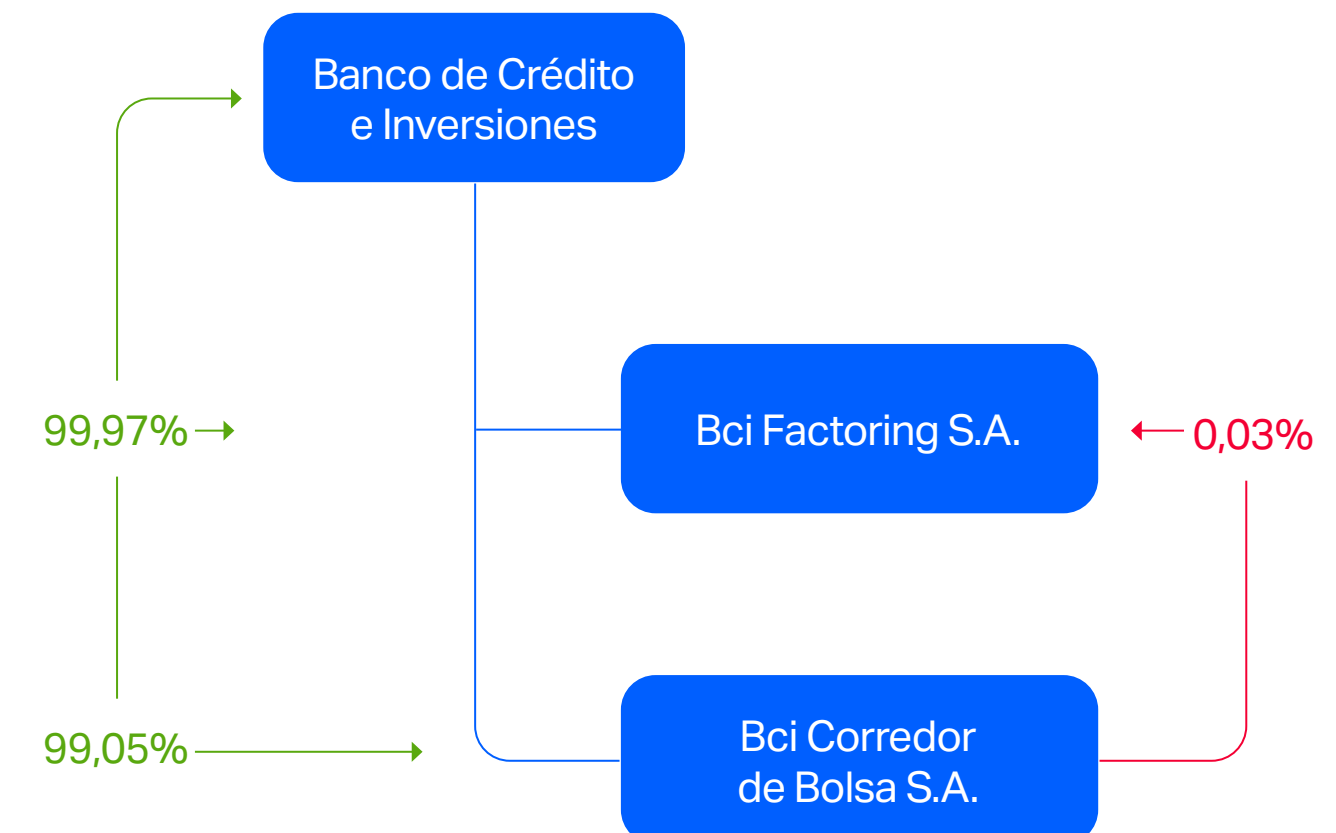 Banco de Crédito
e Inversiones
99,97%
Bci Factoring S.A.
0,03%
99,05%
Bci Corredor
de Bolsa S.A.